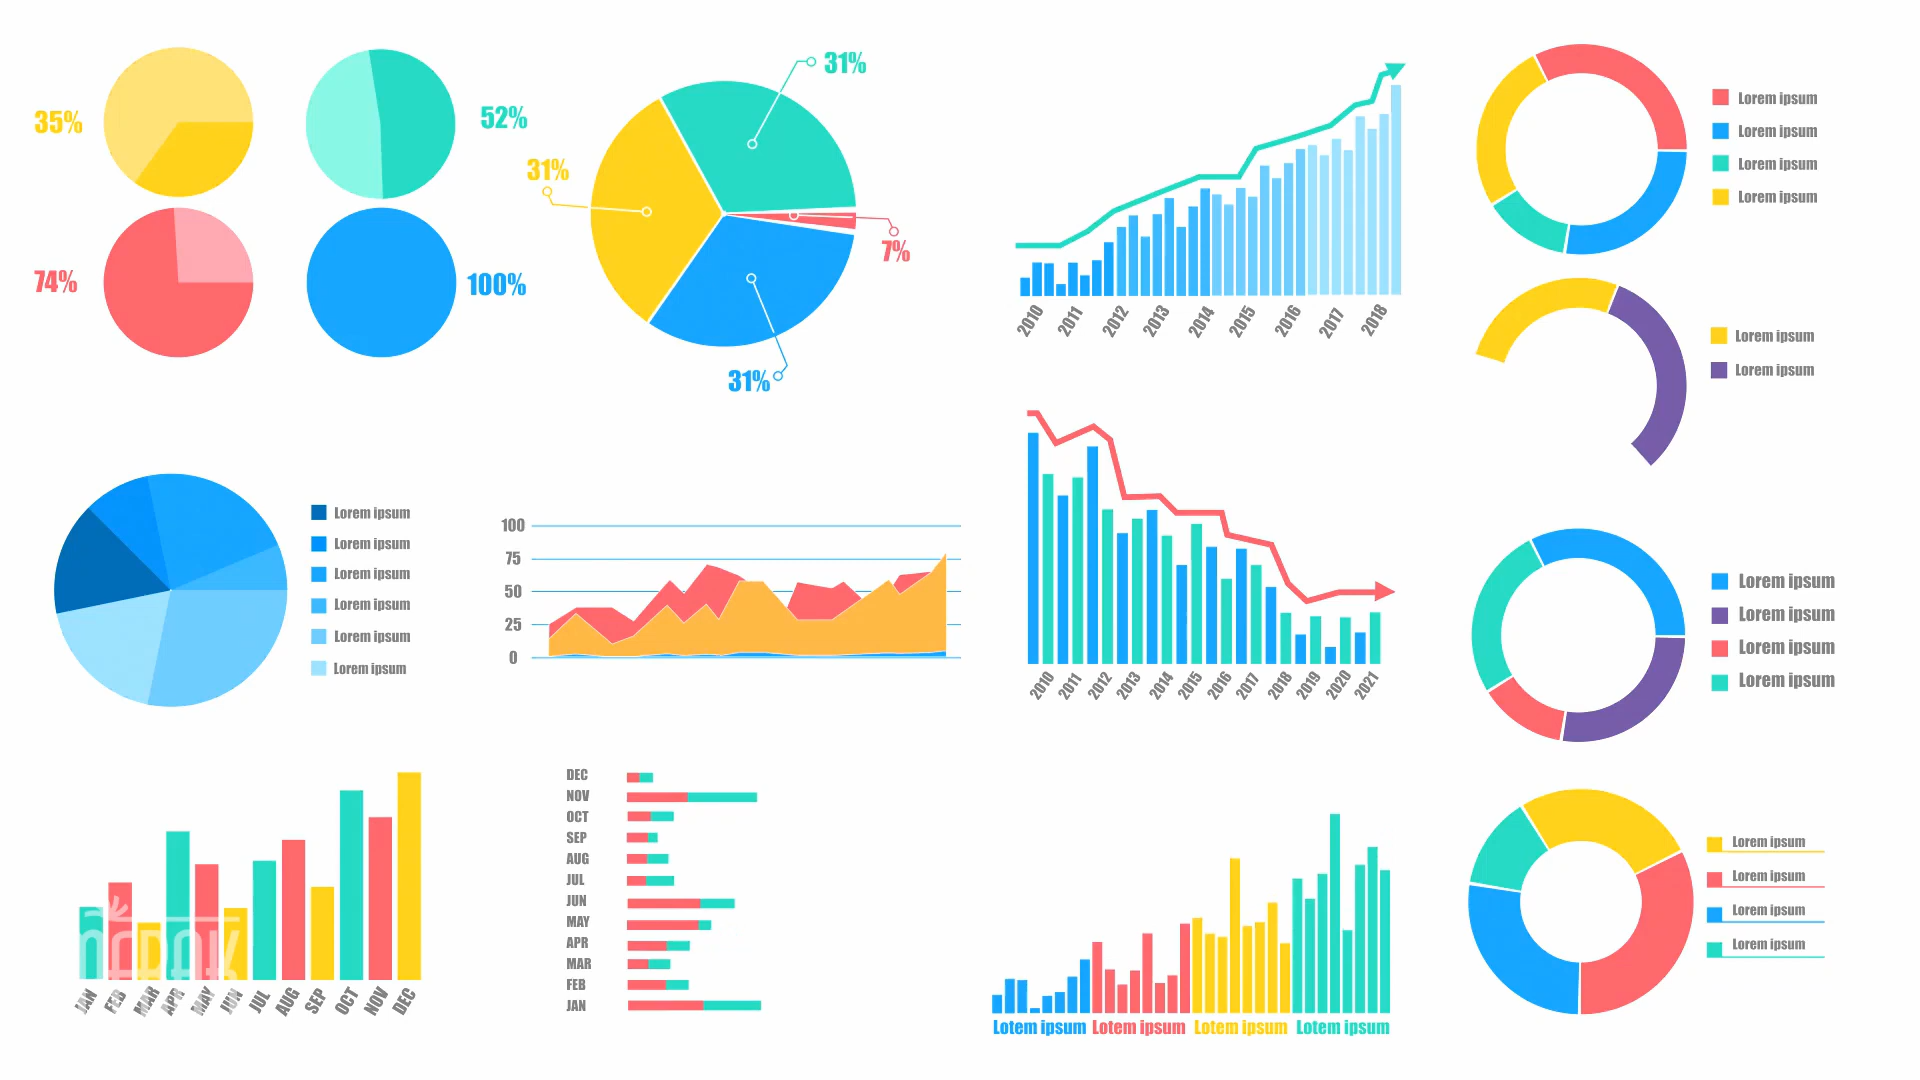 35%
52%
74%
100%
31%
31%
7%
31%
2010 2011 2012 2013 2014 2015 2016 2017 2018
Lorem ipsum
Lorem ipsum
Lorem ipsum
Lorem ipsum
Lorem ipsum
Lorem ipsum
Lorem ipsum
Lorem ipsum
Lorem ipsum
Lorem ipsum
Lorem ipsum
Lorem ipsum
100
75
50
25
0
2010 2011 2012 2013 2014 2015 2016 2017 2018 2019 2020 2021
Lorem ipsum
Lorem ipsum
Lorem ipsum
Lorem ipsum
JAN FEB MAR APR MAY JUN JUL AUG SEP OCT NOV DEC
DEC
NOV
OCT
SEP
AUG
JUL
JUN
MAY
APR
MAR
FEB
JAN
Lotem ipsum Lotem ipsum Lotem ipsum Lotem ipsum
Lorem ipsum
Lorem ipsum
Lorem ipsum
Lorem ipsum